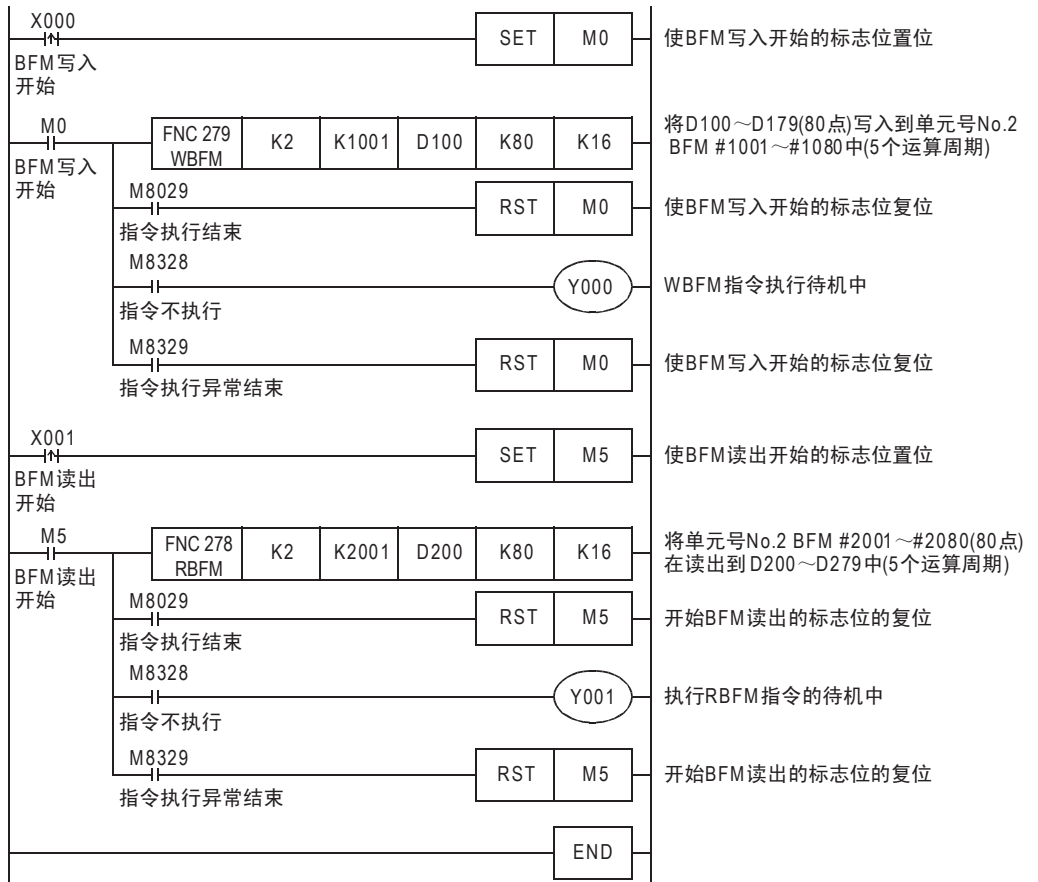 X000
SET M0 使BFM写入开始的标志位置位
BFM写入
开始
M0
FNC 279
WBFM
K2 K1001 D100 K80 K16
将D100～D179(80点)写入到单元号No.2
BFM #1001～#1080中(5个运算周期)
BFM写入
开始
M8029
RST M0 使BFM写入开始的标志位复位
指令执行结束
M8328
Y000 WBFM指令执行待机中
指令不执行
M8329
RST M0 使BFM写入开始的标志位复位
指令执行异常结束
X001
SET M5 使BFM读出开始的标志位置位
BFM读出
开始
M5
FNC 278
RBFM
K2 K2001 D200 K80 K16
将单元号No.2 BFM #2001～#2080(80点)
在读出到D200～D279中(5个运算周期)
BFM读出
开始
M8029
RST M5 开始BFM读出的标志位的复位
指令执行结束
M8328
Y001 执行RBFM指令的待机中
指令不执行
M8329
RST M5 开始BFM读出的标志位的复位
指令执行异常结束
END